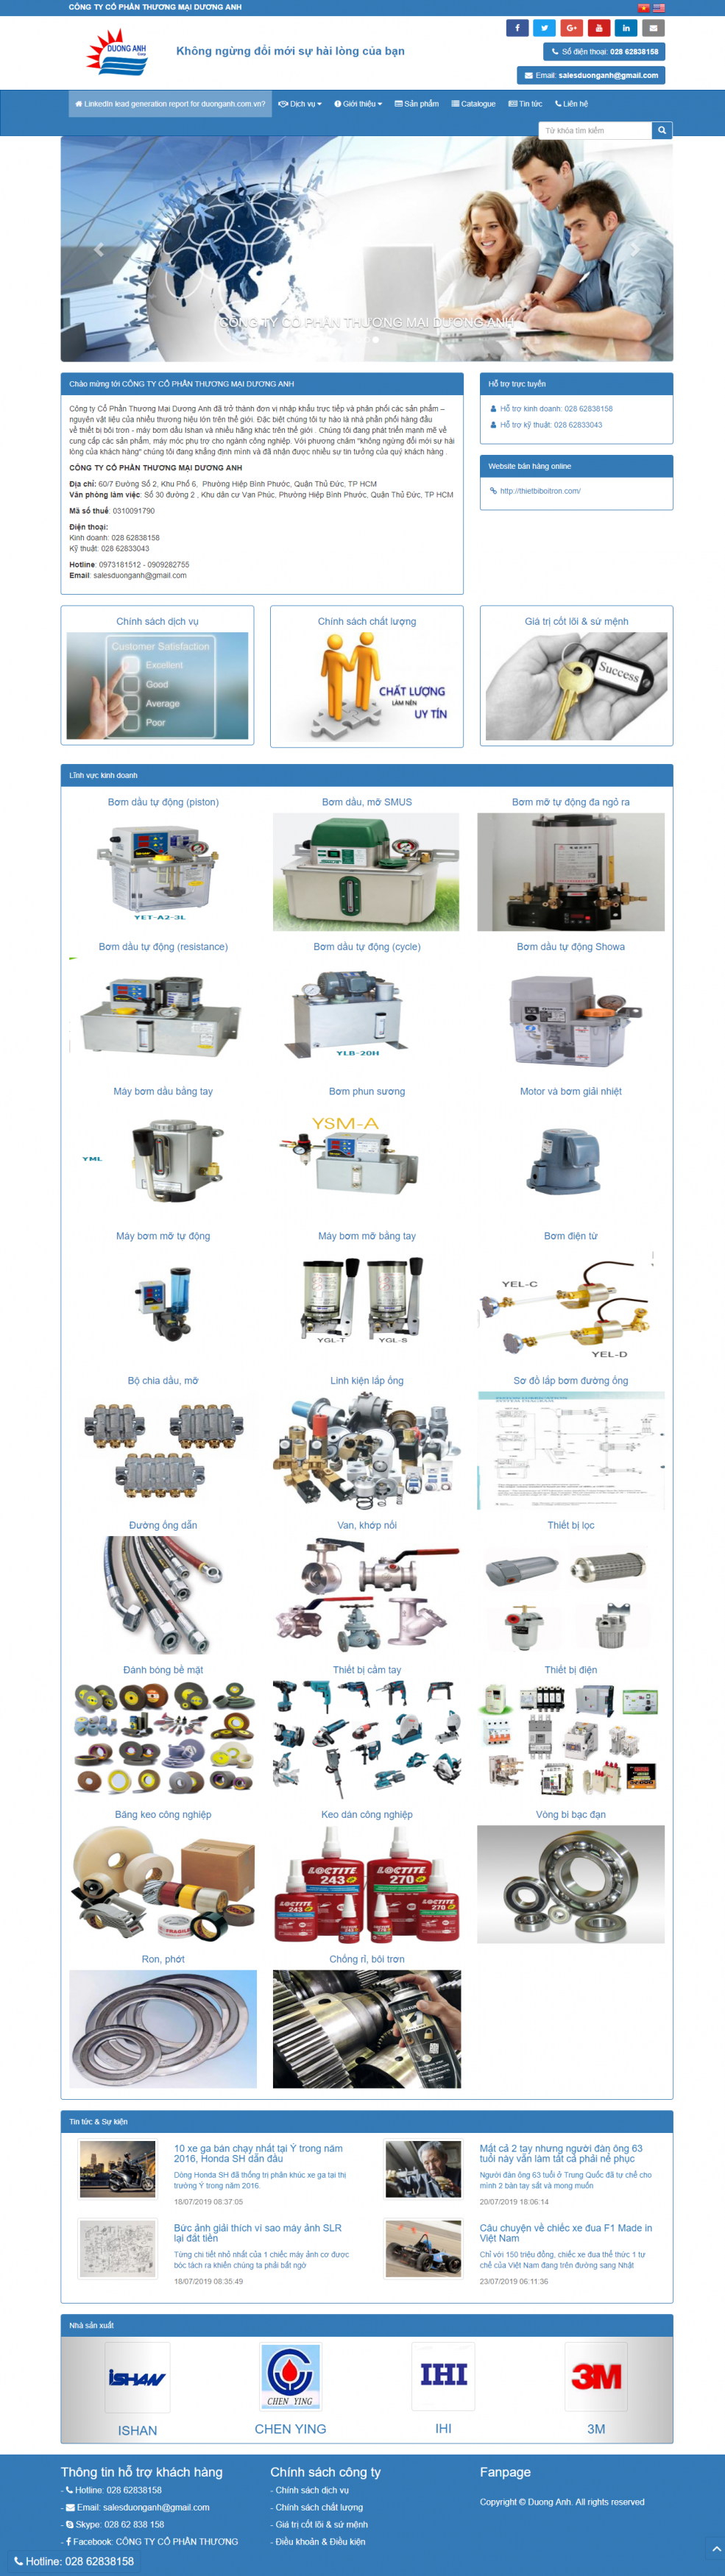 CÔNG TY CỔ PHẦN THƯƠNG MẠI DƯƠNG ANH
DUONG ANH
Không ngừng đổi mới sự hài lòng của bạn
Số điện thoại: 028 62838158
Email: salesduonganh@gmail.com
LinkedIn lead generation report for duonganh.com.vn?
Dịch vụ
Giới thiệu
Sản phẩm
Catalogue
Tin tức
Liên hệ
Từ khóa tìm kiếm
CÔNG TY CỔ PHẦN THƯƠNG MẠI DƯƠNG ANH
Chào mừng tới CÔNG TY CỔ PHẦN THƯƠNG MẠI DƯƠNG ANH
Công ty Cổ Phần Thương Mại Dương Anh đã trở thành đơn vị nhập khẩu trực tiếp và phân phối các sản phẩm –
nguyên vật liệu của nhiều thương hiệu lớn trên thế giới. Đặc biệt chúng tôi tự hào là nhà phân phối hàng đầu
về thiết bị bôi trơn - máy bơm dầu Ishan và nhiều hãng khác trên thế giới . Chúng tôi đang phát triển mạnh mẽ về
cung cấp các sản phẩm, máy móc phụ trợ cho ngành công nghiệp. Với phương châm "không ngừng đổi mới sự hài
lòng của khách hàng" chúng tôi đang khẳng định mình và đã nhận được nhiều sự tin tưởng của quý khách hàng .
CÔNG TY CỔ PHẦN THƯƠNG MẠI DƯƠNG ANH
Địa chỉ: 60/7 Đường Số 2, Khu Phố 6, Phường Hiệp Bình Phước, Quận Thủ Đức, TP HCM
Văn phòng làm việc: Số 30 đường 2 , Khu dân cư Vạn Phúc, Phường Hiệp Bình Phước, Quận Thủ Đức, TP HCM
Mã số thuế: 0310091790
Điện thoại:
Kinh doanh: 028 62838158
Kỹ thuật: 028 62833043
Hotline: 0973181512 - 0909282755
Email: salesduonganh@gmail.com
Hỗ trợ trực tuyến
Hỗ trợ kinh doanh: 028 62838158
Hỗ trợ kỹ thuật: 028 62833043
Website bán hàng online
http://thietbiboitron.com/
Chính sách dịch vụ
Customer Satisfaction
Excellent
Good
Average
Poor
Chính sách chất lượng
CHẤT LƯỢNG
LÀM NÊN
UY TÍN
Giá trị cốt lõi & sứ mệnh
Success
Lĩnh vực kinh doanh
Bơm dầu tự động (piston)
Bơm dầu, mỡ SMUS
Bơm mỡ tự động đa ngõ ra
YET-A2-3L
Bơm dầu tự động (resistance)
Bơm dầu tự động (cycle)
Bơm dầu tự động Showa
YLB-20H
Máy bơm dầu bằng tay
Bơm phun sương
Motor và bơm giải nhiệt
YML
YSM-A
Máy bơm mỡ tự động
Máy bơm mỡ bằng tay
Bơm điện từ
YGL-T
YGL-S
YEL-C
YEL-D
Bộ chia dầu, mỡ
Linh kiện lắp ống
Sơ đồ lắp bơm đường ống
Đường ống dẫn
Van, khớp nối
Thiết bị lọc
Đánh bóng bề mặt
Thiết bị cầm tay
Thiết bị điện
Băng keo công nghiệp
Keo dán công nghiệp
Vòng bi bạc đạn
FRAGILE
LOCTITE 243
LOCTITE 270
Ron, phớt
Chống rỉ, bôi trơn
Tin tức & Sự kiện
10 xe ga bán chạy nhất tại Ý trong năm
2016, Honda SH dẫn đầu
Dòng Honda SH đã thống trị phân khúc xe ga tại thị
trường Ý trong năm 2016.
18/07/2019 08:37:05
Mất cả 2 tay nhưng người đàn ông 63
tuổi này vẫn làm tất cả phải nể phục
Người đàn ông 63 tuổi ở Trung Quốc đã tự chế cho
mình 2 bàn tay sắt và mong muốn
20/07/2019 18:06:14
Bức ảnh giải thích vì sao máy ảnh SLR
lại đắt tiền
Từng chi tiết nhỏ nhất của 1 chiếc máy ảnh cơ được
bóc tách ra khiến chúng ta phải bất ngờ
18/07/2019 08:35:49
Câu chuyện về chiếc xe đua F1 Made in
Việt Nam
Chỉ với 150 triệu đồng, chiếc xe đua thể thức 1 tự
chế của Việt Nam đang trên đường sang Nhật
23/07/2019 06:11:36
Nhà sản xuất
ISHAN
CHEN YING
IHI
3M
ISHAN
CHEN YING
IHI
3M
Thông tin hỗ trợ khách hàng
- Hotline: 028 62838158
- Email: salesduonganh@gmail.com
- Skype: 028 62 838 158
- Facebook: CÔNG TY CỔ PHẦN THƯƠNG
Chính sách công ty
- Chính sách dịch vụ
- Chính sách chất lượng
- Giá trị cốt lõi & sứ mệnh
- Điều khoản & Điều kiện
Fanpage
Copyright © Duong Anh. All rights reserved
Hotline: 028 62838158